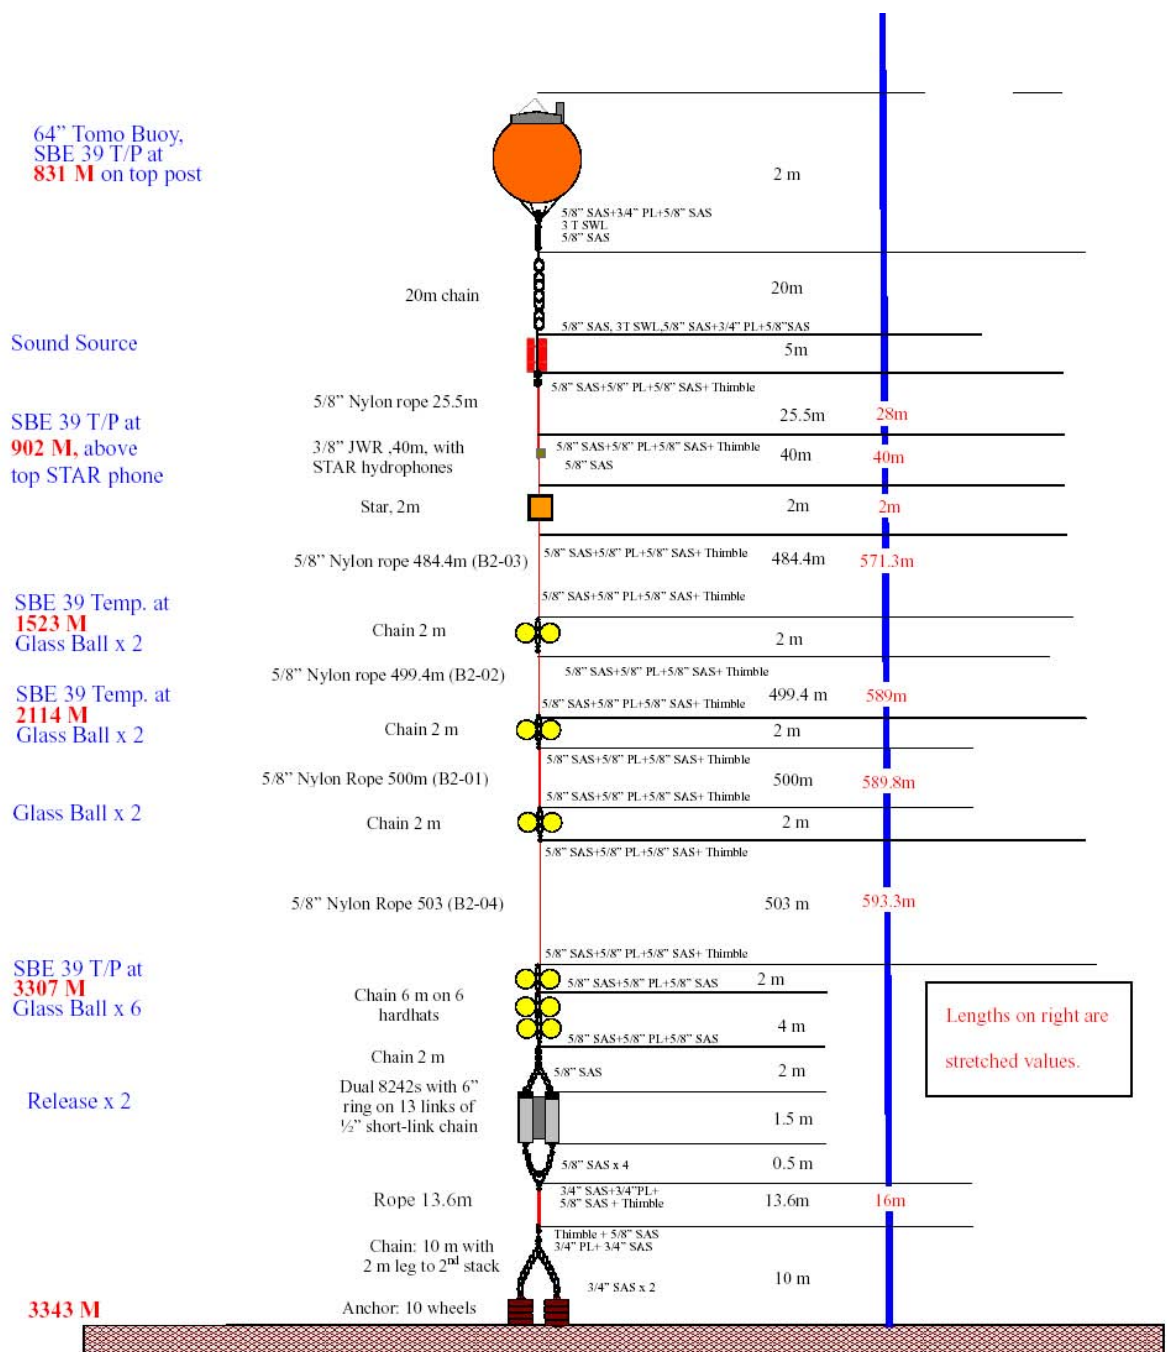 64” Tomo Buoy,
SBE 39 T/P at
831 M on top post
2 m
5/8” SAS+3/4” PL+5/8” SAS
3 T SWL
5/8” SAS
20m chain
20m
5/8” SAS, 3T SWL,5/8” SAS+3/4” PL+5/8”SAS
Sound Source
5m
5/8” SAS+5/8” PL+5/8” SAS+ Thimble
5/8” Nylon rope 25.5m
25.5m
28m
SBE 39 T/P at
902 M, above
top STAR phone
3/8” JWR ,40m, with
STAR hydrophones
5/8” SAS+5/8” PL+5/8” SAS+ Thimble
5/8” SAS
40m
40m
Star, 2m
2m
2m
5/8” Nylon rope 484.4m (B2-03)
5/8” SAS+5/8” PL+5/8” SAS+ Thimble
484.4m
571.3m
5/8” SAS+5/8” PL+5/8” SAS+ Thimble
SBE 39 Temp. at
1523 M
Glass Ball x 2
Chain 2 m
2 m
5/8” Nylon rope 499.4m (B2-02)
5/8” SAS+5/8” PL+5/8” SAS+ Thimble
499.4 m
589m
5/8” SAS+5/8” PL+5/8” SAS+ Thimble
SBE 39 Temp. at
2114 M
Glass Ball x 2
Chain 2 m
2 m
5/8” SAS+5/8” PL+5/8” SAS+ Thimble
5/8” Nylon Rope 500m (B2-01)
500m
589.8m
5/8” SAS+5/8” PL+5/8” SAS+ Thimble
Glass Ball x 2
Chain 2 m
2 m
5/8” SAS+5/8” PL+5/8” SAS+ Thimble
5/8” Nylon Rope 503 (B2-04)
503 m
593.3m
5/8” SAS+5/8” PL+5/8” SAS+ Thimble
SBE 39 T/P at
3307 M
Glass Ball x 6
2 m
5/8” SAS+5/8” PL+5/8” SAS
Chain 6 m on 6
hardhats
4 m
5/8” SAS+5/8” PL+5/8” SAS
Lengths on right are
stretched values.
Chain 2 m
5/8” SAS
2 m
Release x 2
Dual 8242s with 6”
ring on 13 links of
½” short-link chain
1.5 m
5/8” SAS x 4
0.5 m
Rope 13.6m
3/4” SAS+3/4”PL+
5/8” SAS + Thimble
13.6m
16m
Thimble + 5/8” SAS
3/4” PL+ 3/4” SAS
Chain: 10 m with
2 m leg to 2nd stack
3/4” SAS x 2
10 m
3343 M
Anchor: 10 wheels